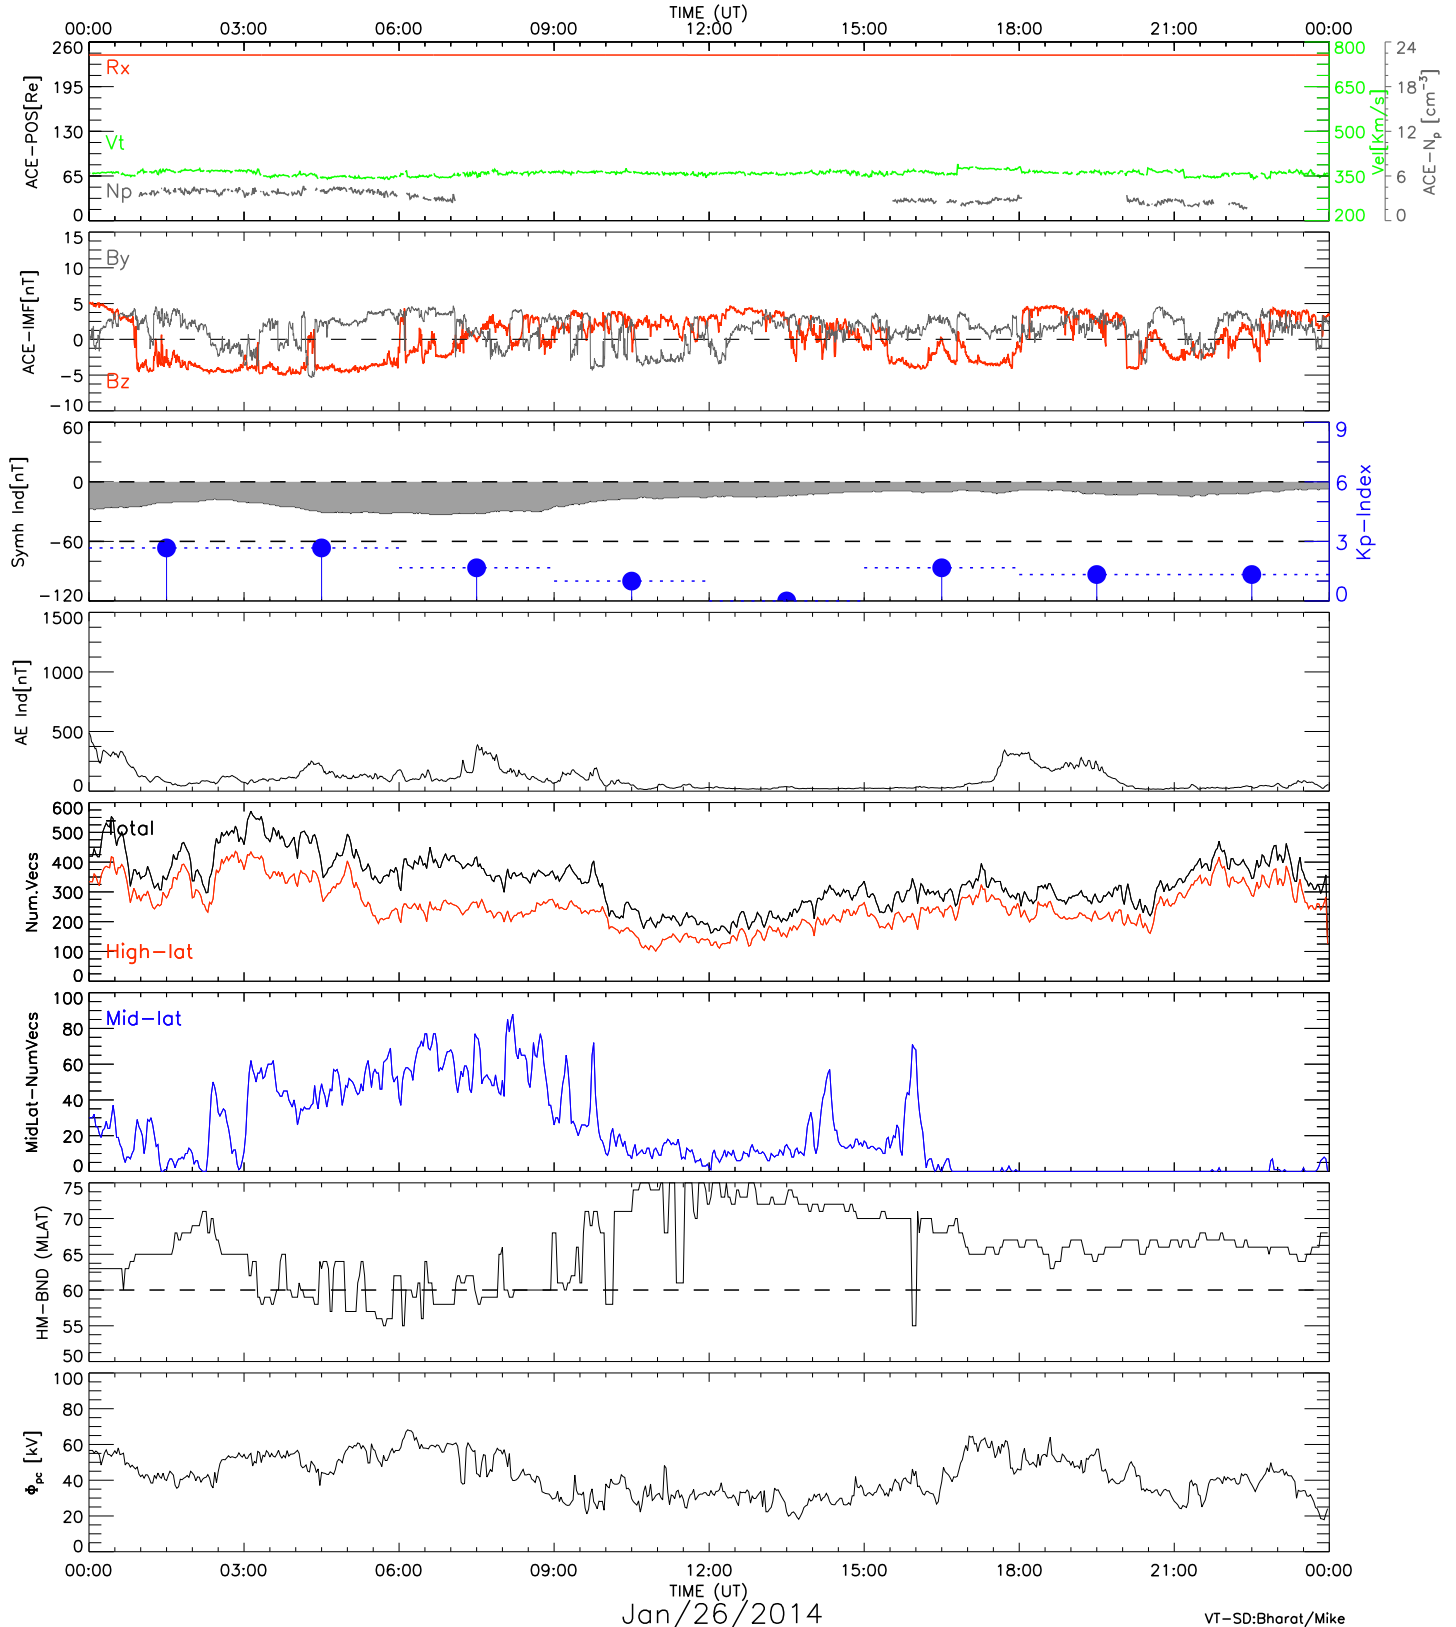 TIME (UT)
00:00 03:00 06:00 09:00 12:00 15:00 18:00 21:00 00:00
ACE-POS[Re]
260
195
130
65
0
Rx
Vt
Np
800
650
500
350
200
Vel[Km/s]
24
18
12
6
0
ACE-Np [cm-3]
ACE-IMF[nT]
15
10
5
0
-5
-10
By
Bz
Symh Ind[nT]
60
0
-60
-120
9
6
3
0
Kp-Index
AE Ind[nT]
1500
1000
500
0
Num.Vecs
600
500
400
300
200
100
0
Total
High-lat
MidLat-NumVecs
100
80
60
40
20
0
Mid-lat
HM-BND (MLAT)
75
70
65
60
55
50
Φpc [kV]
100
80
60
40
20
0
00:00 03:00 06:00 09:00 12:00 15:00 18:00 21:00 00:00
TIME (UT)
Jan/26/2014
VT-SD:Bharat/Mike